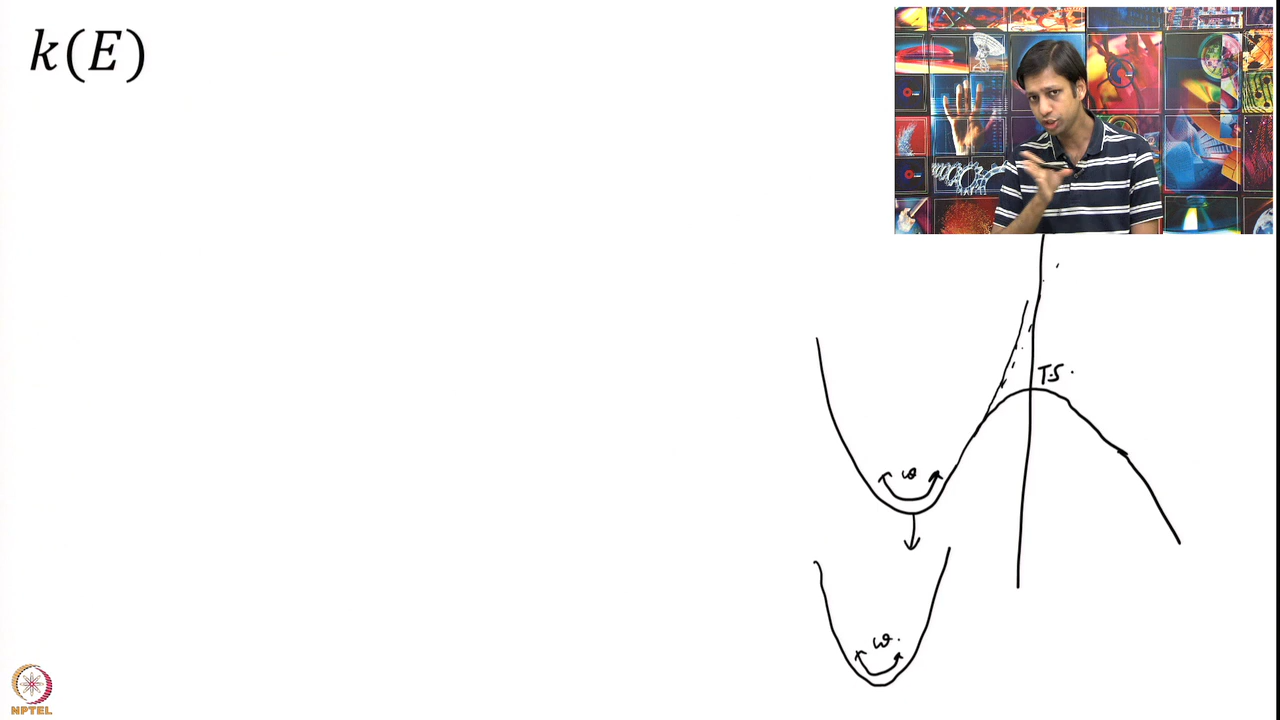 k(E)
T.S.
ω
ω.
NPTEL